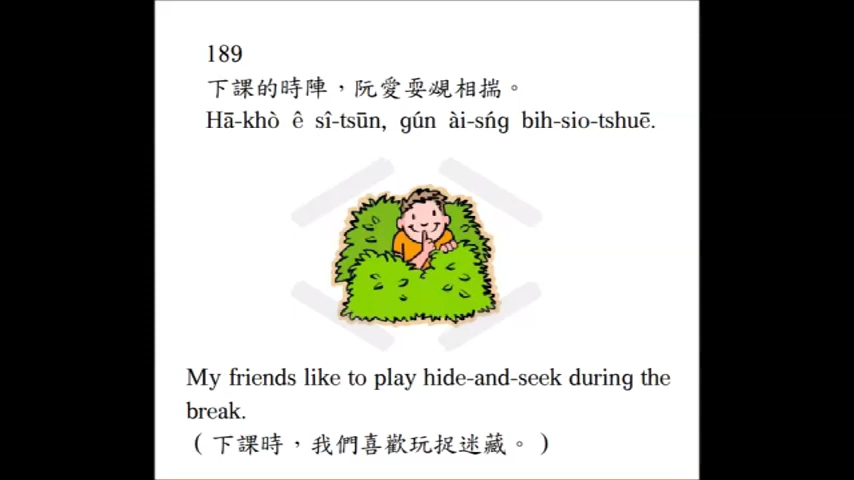 189
下課的時陣，阮愛耍覕相揣。
Hā-khò ê sî-tsūn, gún ài-sńg bih-sio-tshuē.
My friends like to play hide-and-seek during the
break.
（下課時，我們喜歡玩捉迷藏。）